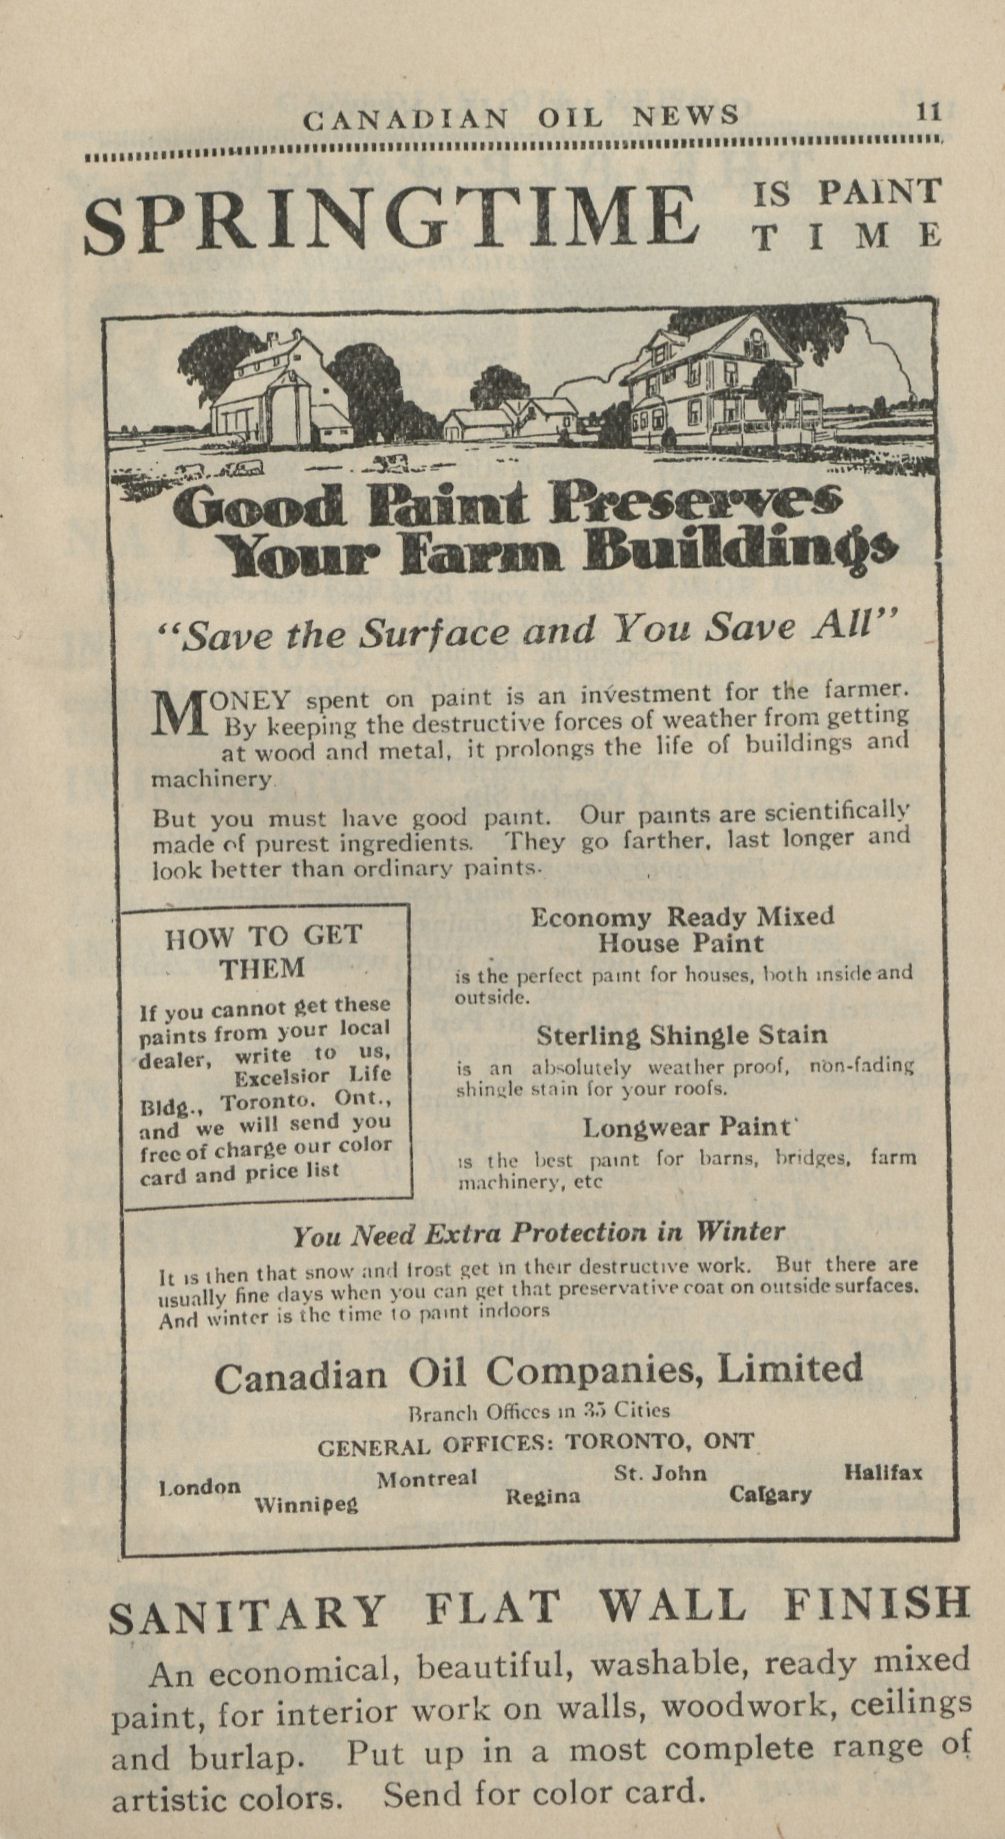 CANADIAN OIL NEWS 11
SPRINGTIME IS PAINT
TIME
Good Paint Preserves
Your Farm Buildings
"Save the Surface and You Save All"
MONEY spent on paint is an investment for the farmer.
By keeping the destructive forces of weather from getting
at wood and metal, it prolongs the life of buildings and
machinery.
But you must have good paint. Our paints are scientifically
made of purest ingredients. They go farther, last longer and
look better than ordinary paints.
HOW TO GET
THEM
If you cannot get these
paints from your local
dealer, write to us,
Excelsior Life
Bldg., Toronto. Ont.,
and we will send you
free of charge our color
card and price list
Economy Ready Mixed
House Paint
is the perfect paint for houses, both inside and
outside.
Sterling Shingle Stain
is an absolutely weather proof, non-fading
shingle stain for your roofs.
Longwear Paint
is the best paint for barns, bridges, farm
machinery, etc
You Need Extra Protection in Winter
It is then that snow and frost get in their destructive work. But there are
usually fine days when you can get that preservative coat on outside surfaces.
And winter is the time to paint indoors
Canadian Oil Companies, Limited
Branch Offices in 35 Cities
GENERAL OFFICES: TORONTO, ONT.
London Montreal St. John Halifax
Winnipeg Regina Calgary
SANITARY FLAT WALL FINISH
An economical, beautiful, washable, ready mixed
paint, for interior work on walls, woodwork, ceilings
and burlap. Put up in a most complete range of
artistic colors. Send for color card.